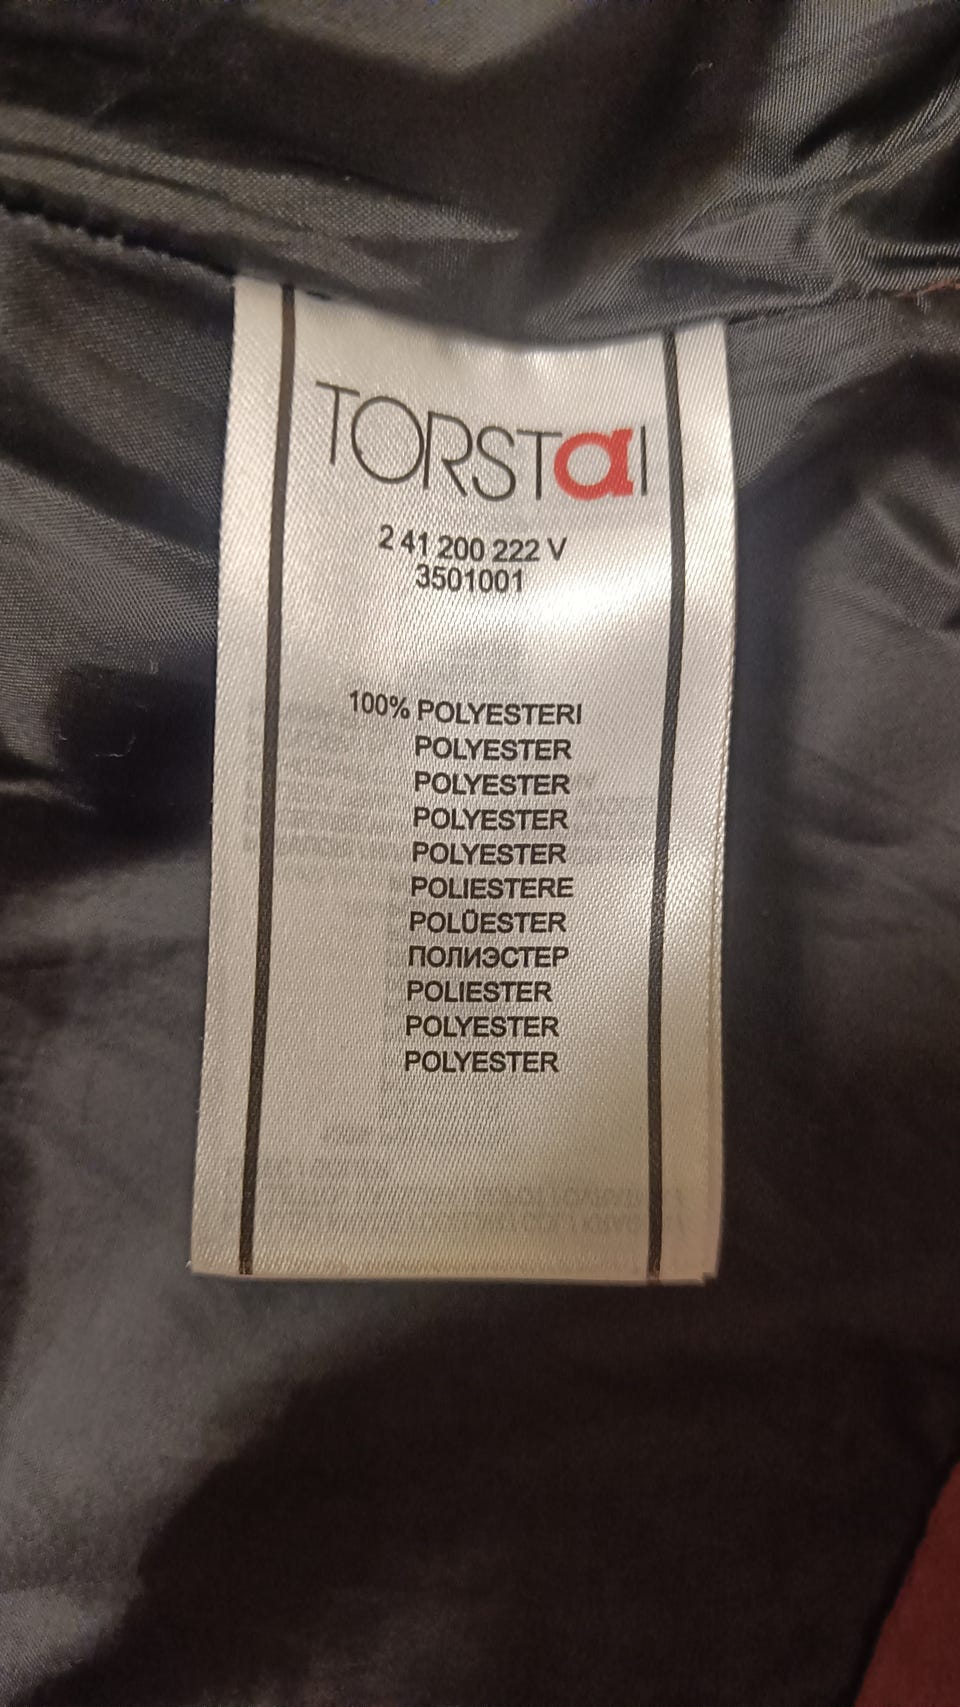 TORSTaI
2 41 200 222 V
3501001
100% POLYESTERI
POLYESTER
POLYESTER
POLYESTER
POLYESTER
POLIESTERE
POLÜESTER
ПОЛИЭСТЕР
POLIESTER
POLYESTER
POLYESTER